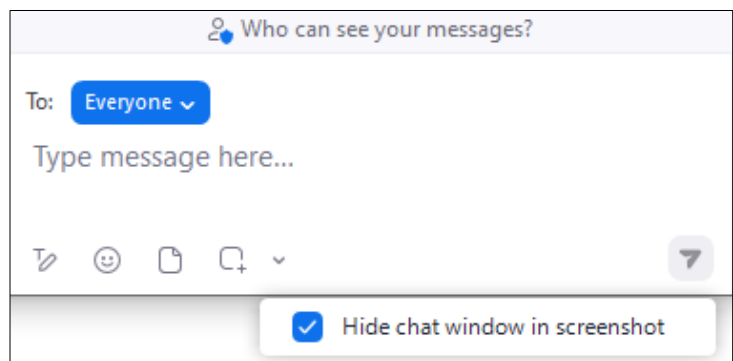 Who can see your messages?
To: Everyone
Type message here...
Hide chat window in screenshot